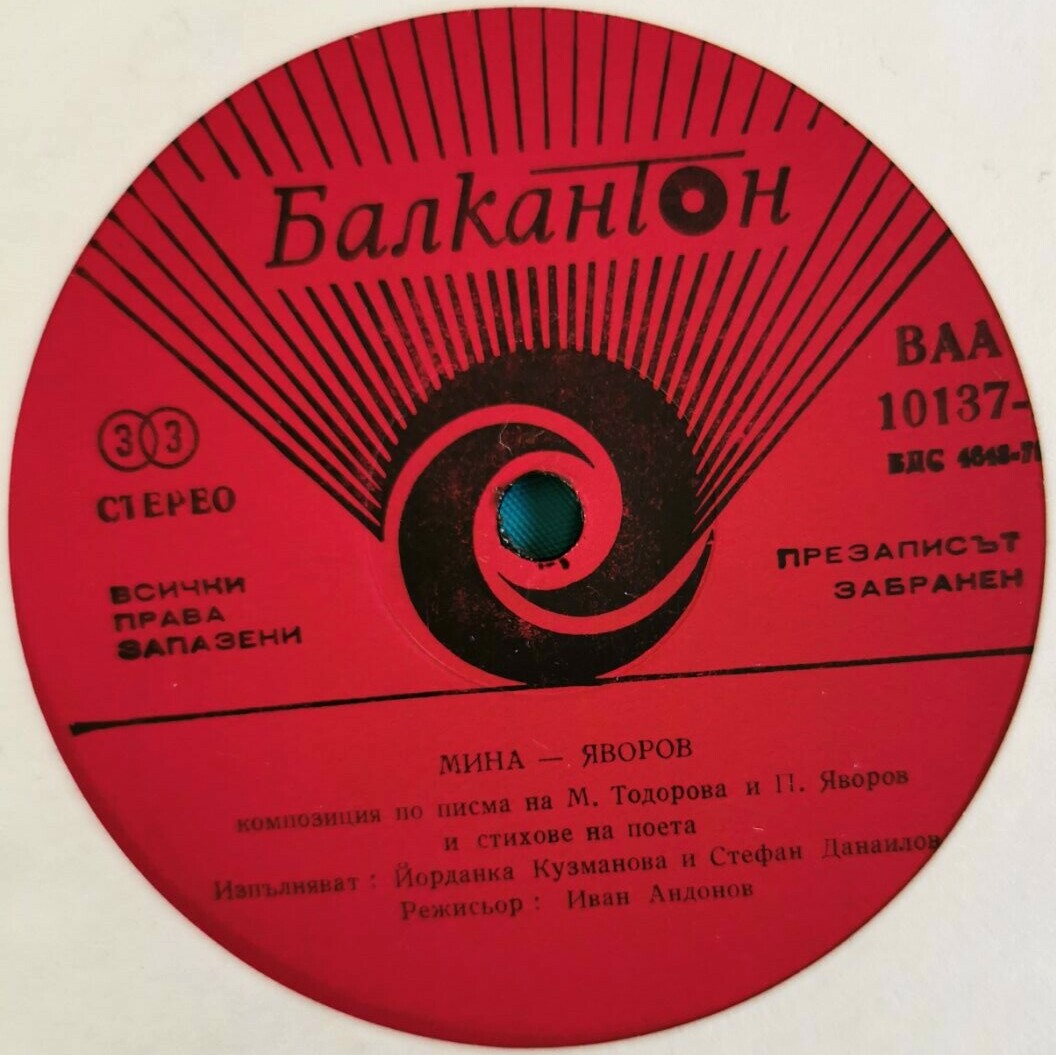 Балкантон
ВАА
10137-
БДС 4648-7
33
СТЕРЕО
ВСИЧКИ
ПРАВА
ЗАПАЗЕНИ
ПРЕЗАПИСЪТ
ЗАБРАНЕН
МИНА — ЯВОРОВ
композиция по писма на М. Тодорова и П. Яворов
и стихове на поета
Изпълняват : Йорданка Кузманова и Стефан Данаилов
Режисьор : Иван Андонов